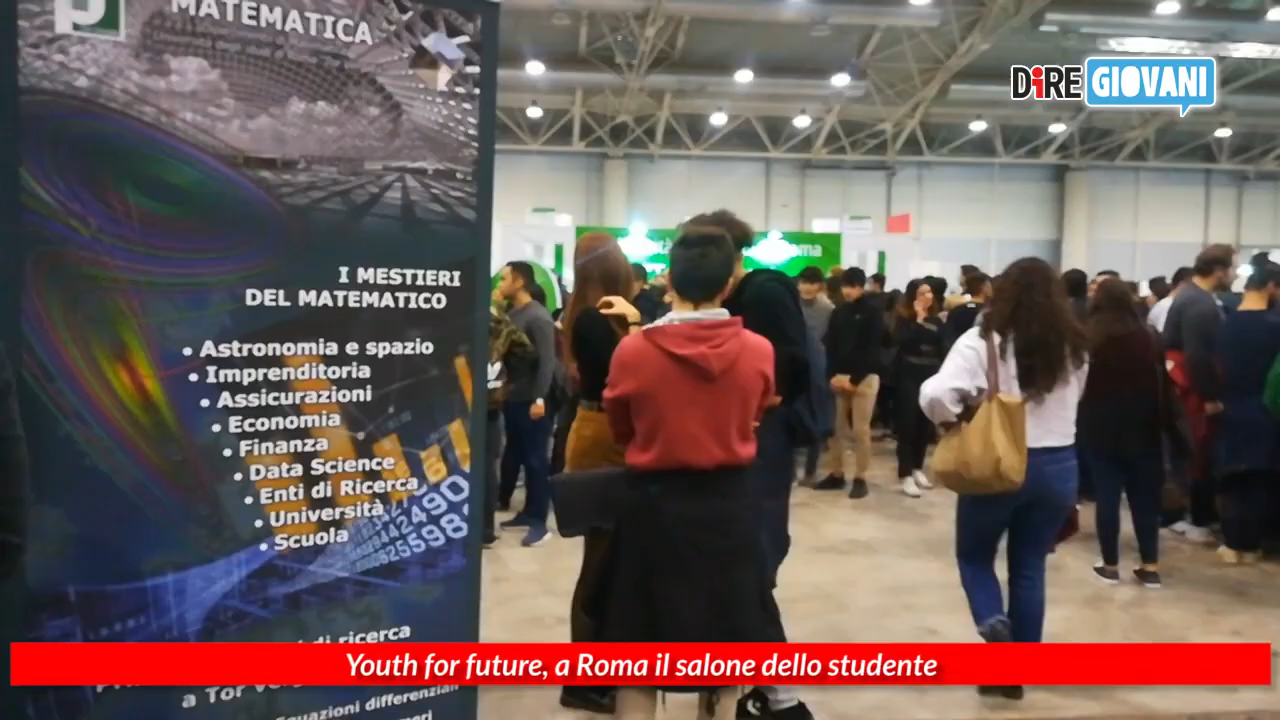 MATEMATICA
DiRE GIOVANI
I MESTIERI
DEL MATEMATICO
• Astronomia e spazio
• Imprenditoria
• Assicurazioni
• Economia
• Finanza
• Data Science
• Enti di Ricerca
• Università
• Scuola
di ricerca
Youth for future, a Roma il salone dello studente
a Tor
differenziali